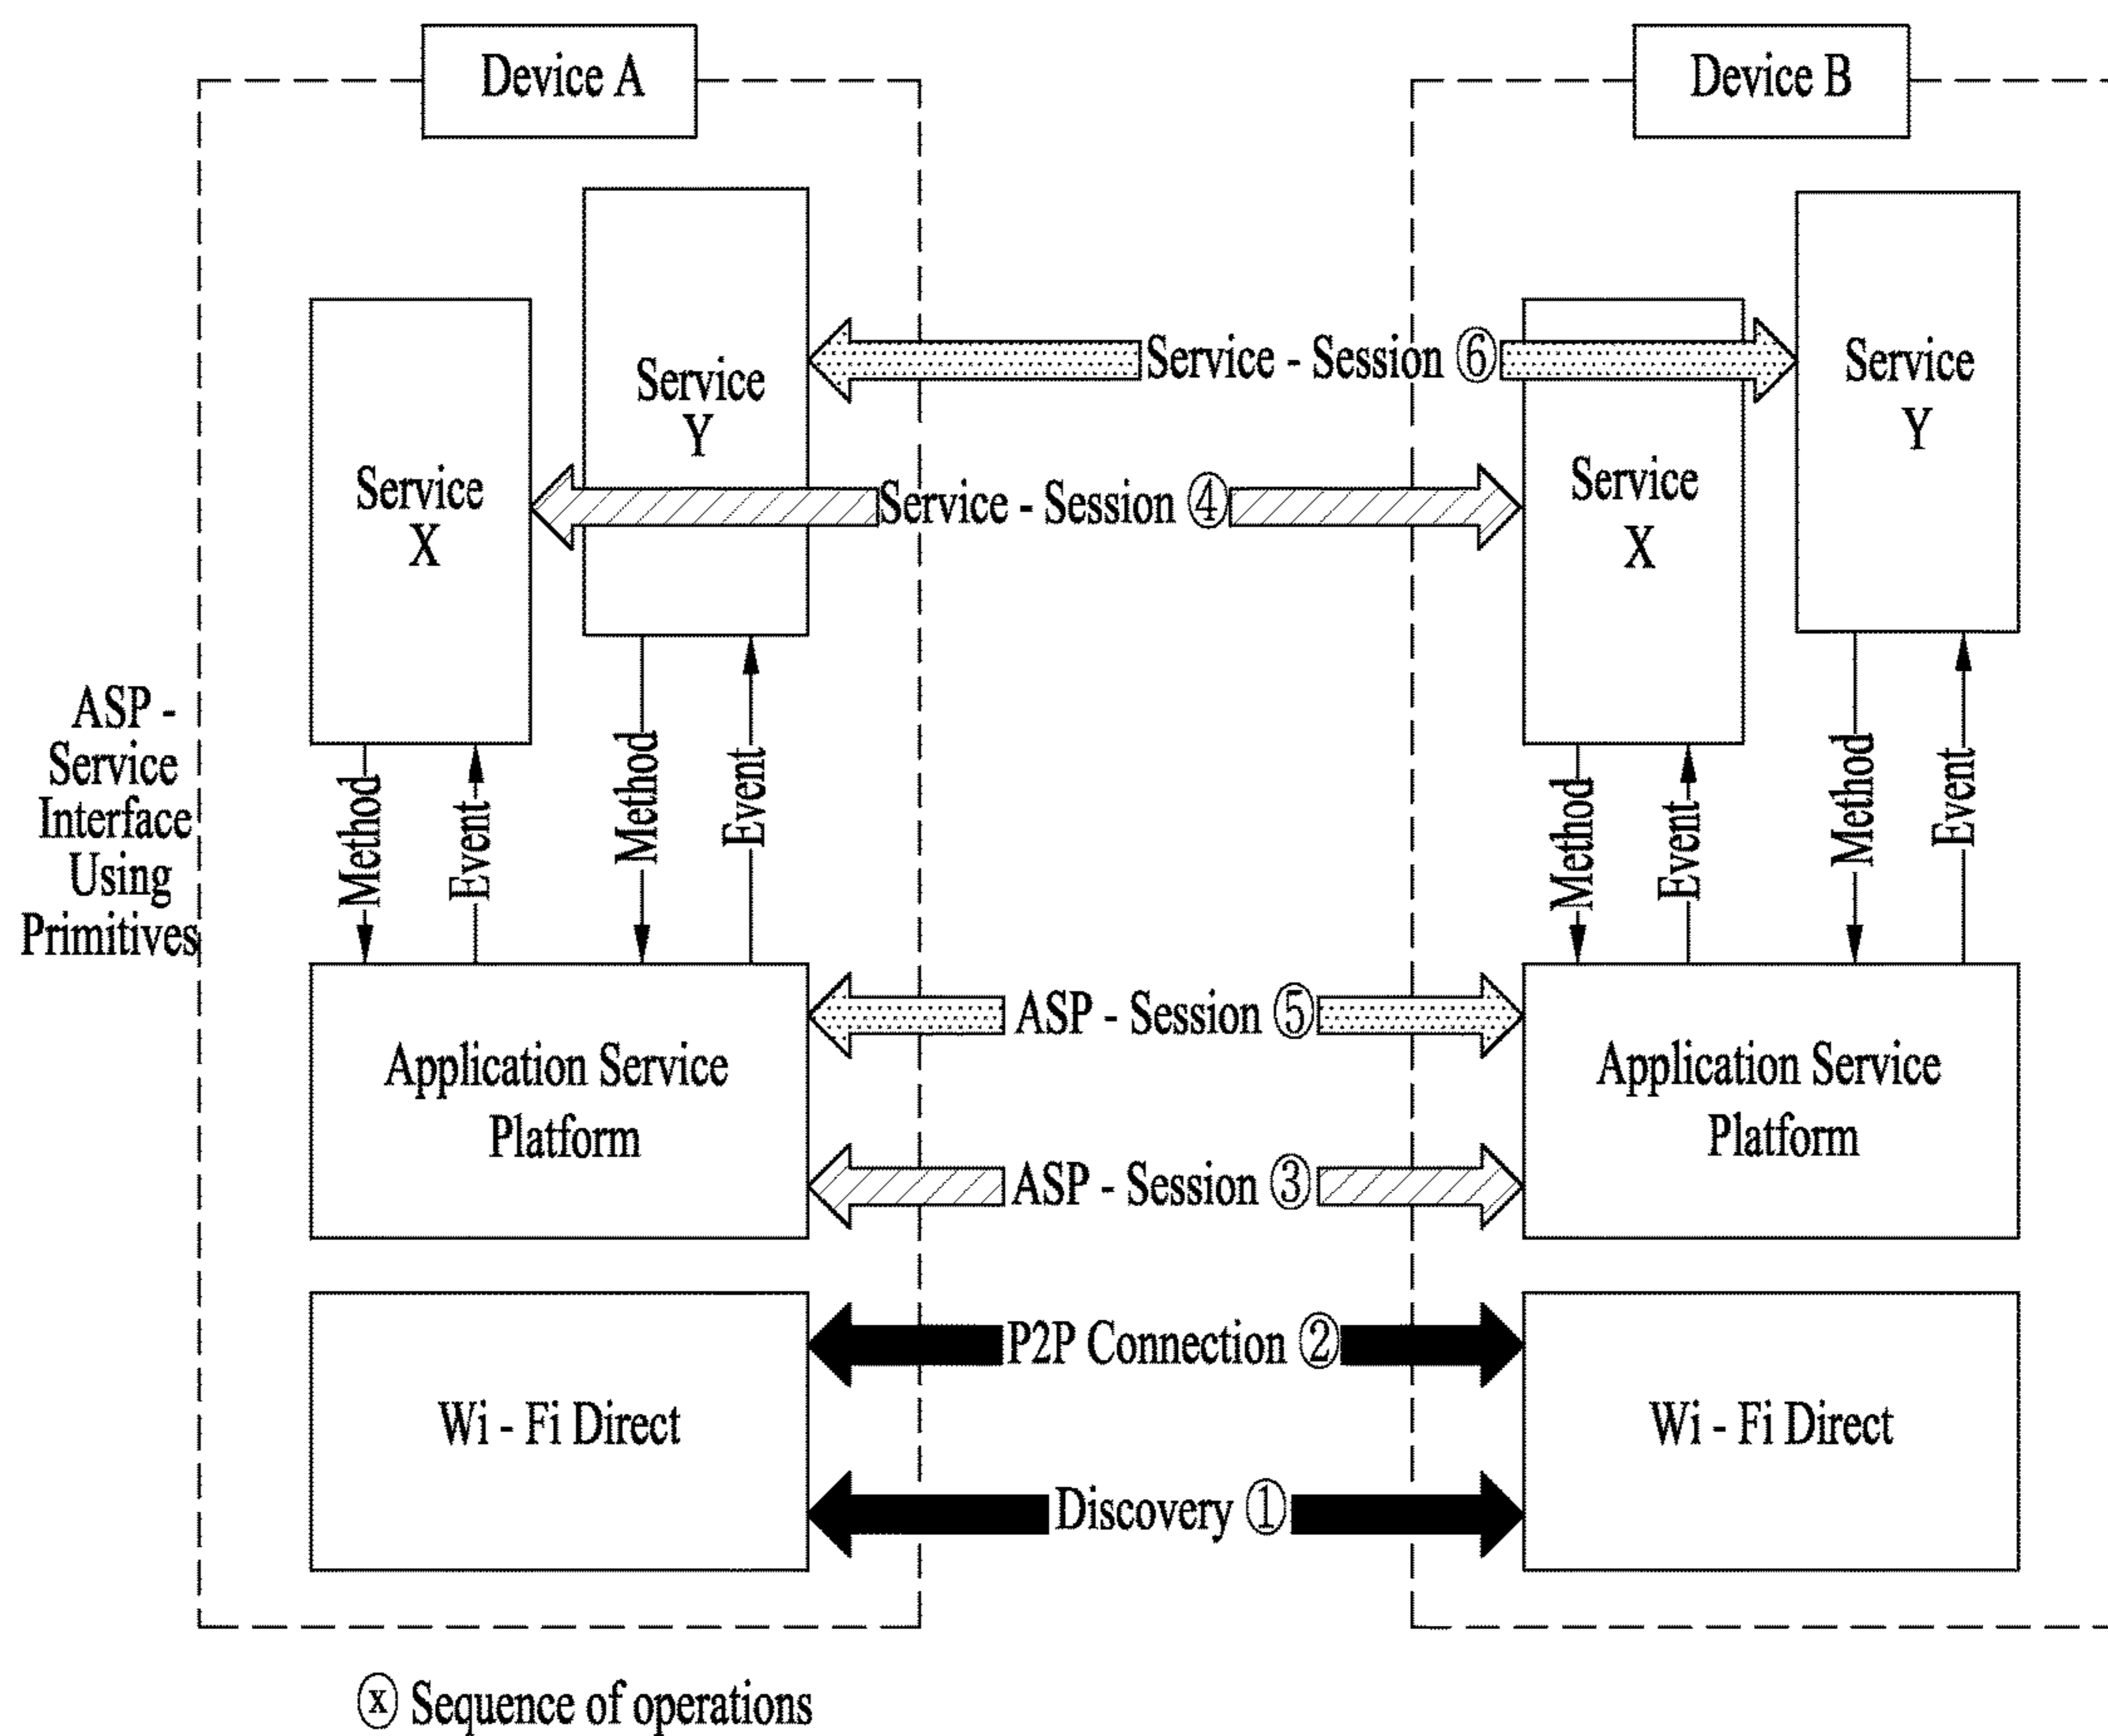 Device A
Device B
Service
Y
Service - Session ⑥
Service
Y
Service
X
Service - Session ④
Service
X
ASP -
Service
Interface
Using
Primitives
Method
Event
Method
Event
Method
Event
Method
Event
ASP - Session ⑤
Application Service
Platform
Application Service
Platform
ASP - Session ③
P2P Connection ②
Wi - Fi Direct
Wi - Fi Direct
Discovery ①
ⓧ Sequence of operations